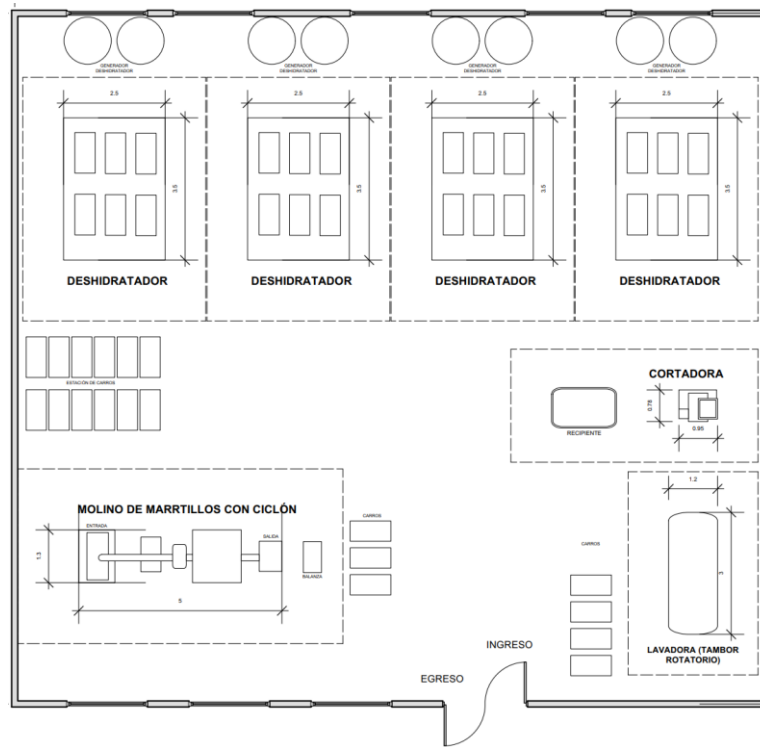 GENERADOR
DESHIDRATADOR
GENERADOR
DESHIDRATADOR
GENERADOR
DESHIDRATADOR
GENERADOR
DESHIDRATADOR
2.5
2.5
2.5
2.5
3.5
3.5
3.5
3.5
DESHIDRATADOR
DESHIDRATADOR
DESHIDRATADOR
DESHIDRATADOR
ESTACIÓN DE CARROS
CORTADORA
0.78
0.95
RECIPIENTE
MOLINO DE MARRTILLOS CON CICLÓN
ENTRADA
SALIDA
1.3
5
BALANZA
CARROS
CARROS
1.2
3
LAVADORA (TAMBOR
ROTATORIO)
INGRESO
EGRESO